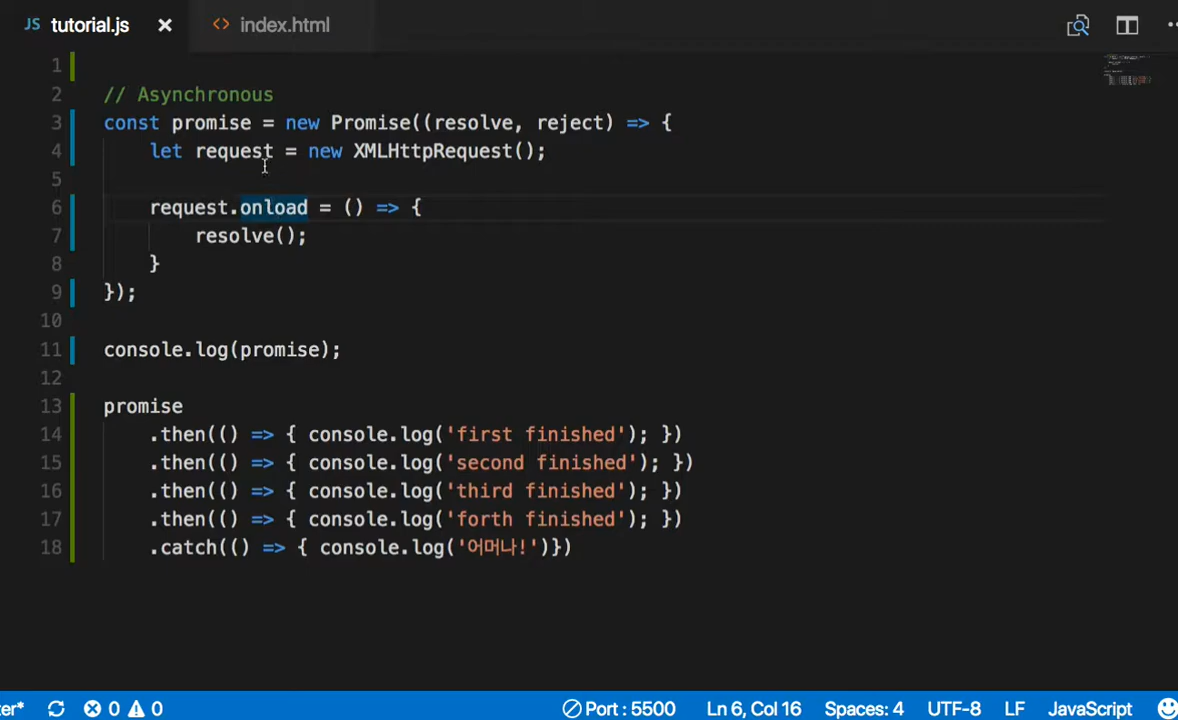 JS tutorial.js × <> index.html
1
2 // Asynchronous
3 const promise = new Promise((resolve, reject) => {
4 let request = new XMLHttpRequest();
5
6 request.onload = () => {
7 resolve();
8 }
9 });
10
11 console.log(promise);
12
13 promise
14 .then(() => { console.log('first finished'); })
15 .then(() => { console.log('second finished'); })
16 .then(() => { console.log('third finished'); })
17 .then(() => { console.log('forth finished'); })
18 .catch(() => { console.log('어머나!')})
ter* 0 0 Port : 5500 Ln 6, Col 16 Spaces: 4 UTF-8 LF JavaScript